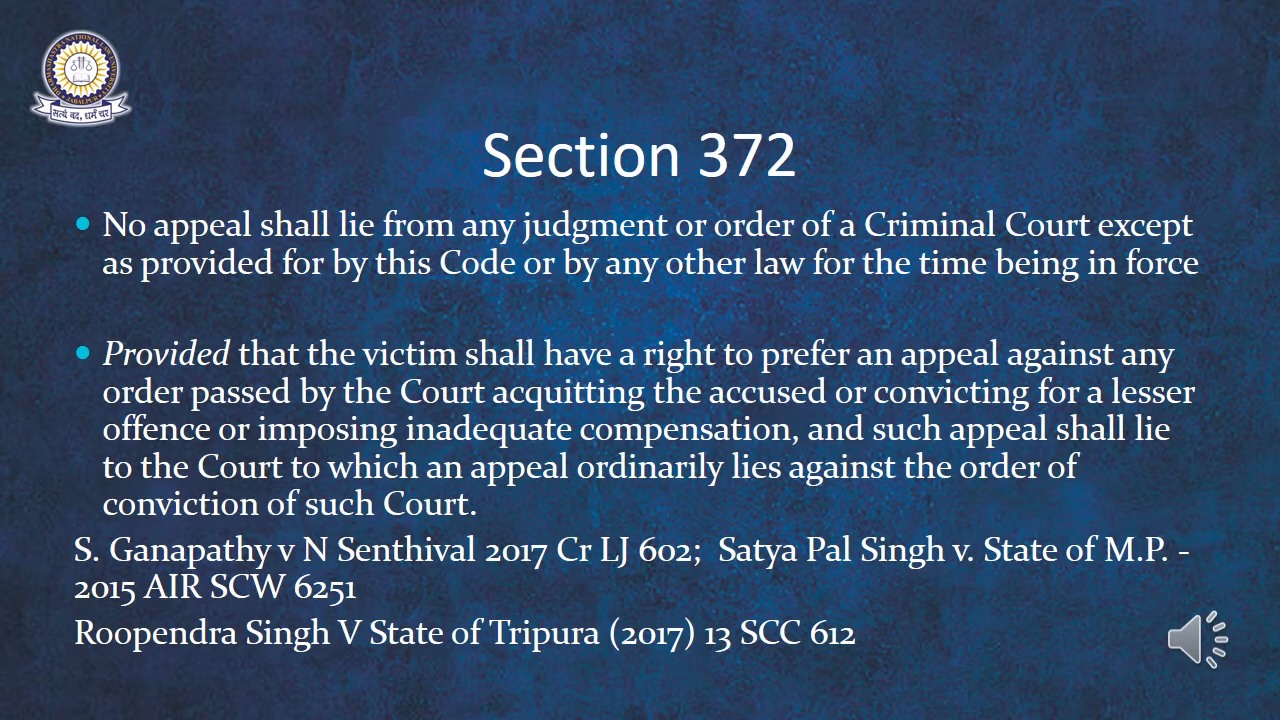 DHARMASHASTRA NATIONAL LAW UNIVERSITY
JABALPUR
सत्यं वद, धर्मं चर
Section 372
No appeal shall lie from any judgment or order of a Criminal Court except
as provided for by this Code or by any other law for the time being in force
Provided that the victim shall have a right to prefer an appeal against any
order passed by the Court acquitting the accused or convicting for a lesser
offence or imposing inadequate compensation, and such appeal shall lie
to the Court to which an appeal ordinarily lies against the order of
conviction of such Court.
S. Ganapathy v N Senthival 2017 Cr LJ 602; Satya Pal Singh v. State of M.P. -
2015 AIR SCW 6251
Roopendra Singh V State of Tripura (2017) 13 SCC 612